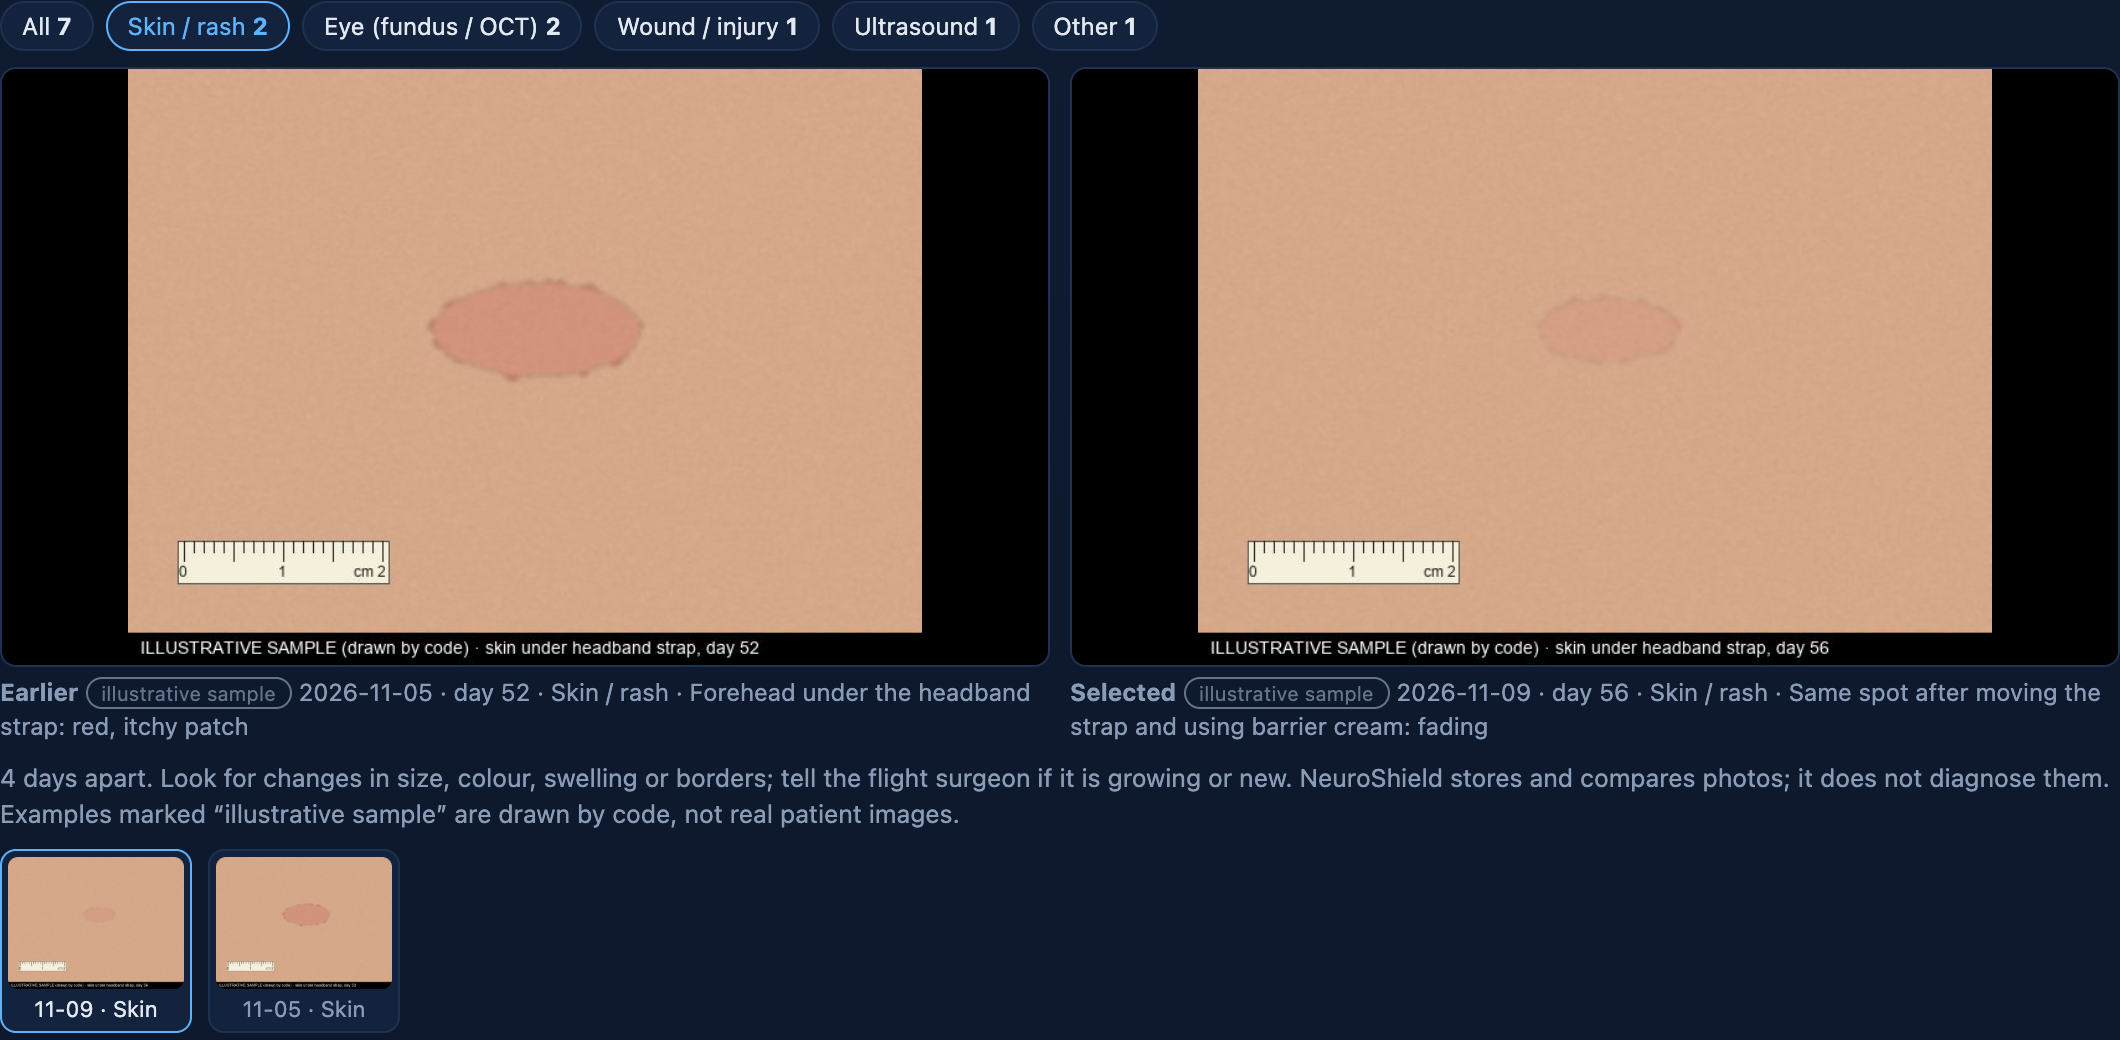 All 7 Skin / rash 2 Eye (fundus / OCT) 2 Wound / injury 1 Ultrasound 1 Other 1
0 1 cm 2
ILLUSTRATIVE SAMPLE (drawn by code) · skin under headband strap, day 52
0 1 cm 2
ILLUSTRATIVE SAMPLE (drawn by code) · skin under headband strap, day 56
Earlier illustrative sample 2026-11-05 · day 52 · Skin / rash · Forehead under the headband
strap: red, itchy patch
Selected illustrative sample 2026-11-09 · day 56 · Skin / rash · Same spot after moving the
strap and using barrier cream: fading
4 days apart. Look for changes in size, colour, swelling or borders; tell the flight surgeon if it is growing or new. NeuroShield stores and compares photos; it does not diagnose them.
Examples marked “illustrative sample” are drawn by code, not real patient images.
11-09 · Skin
11-05 · Skin